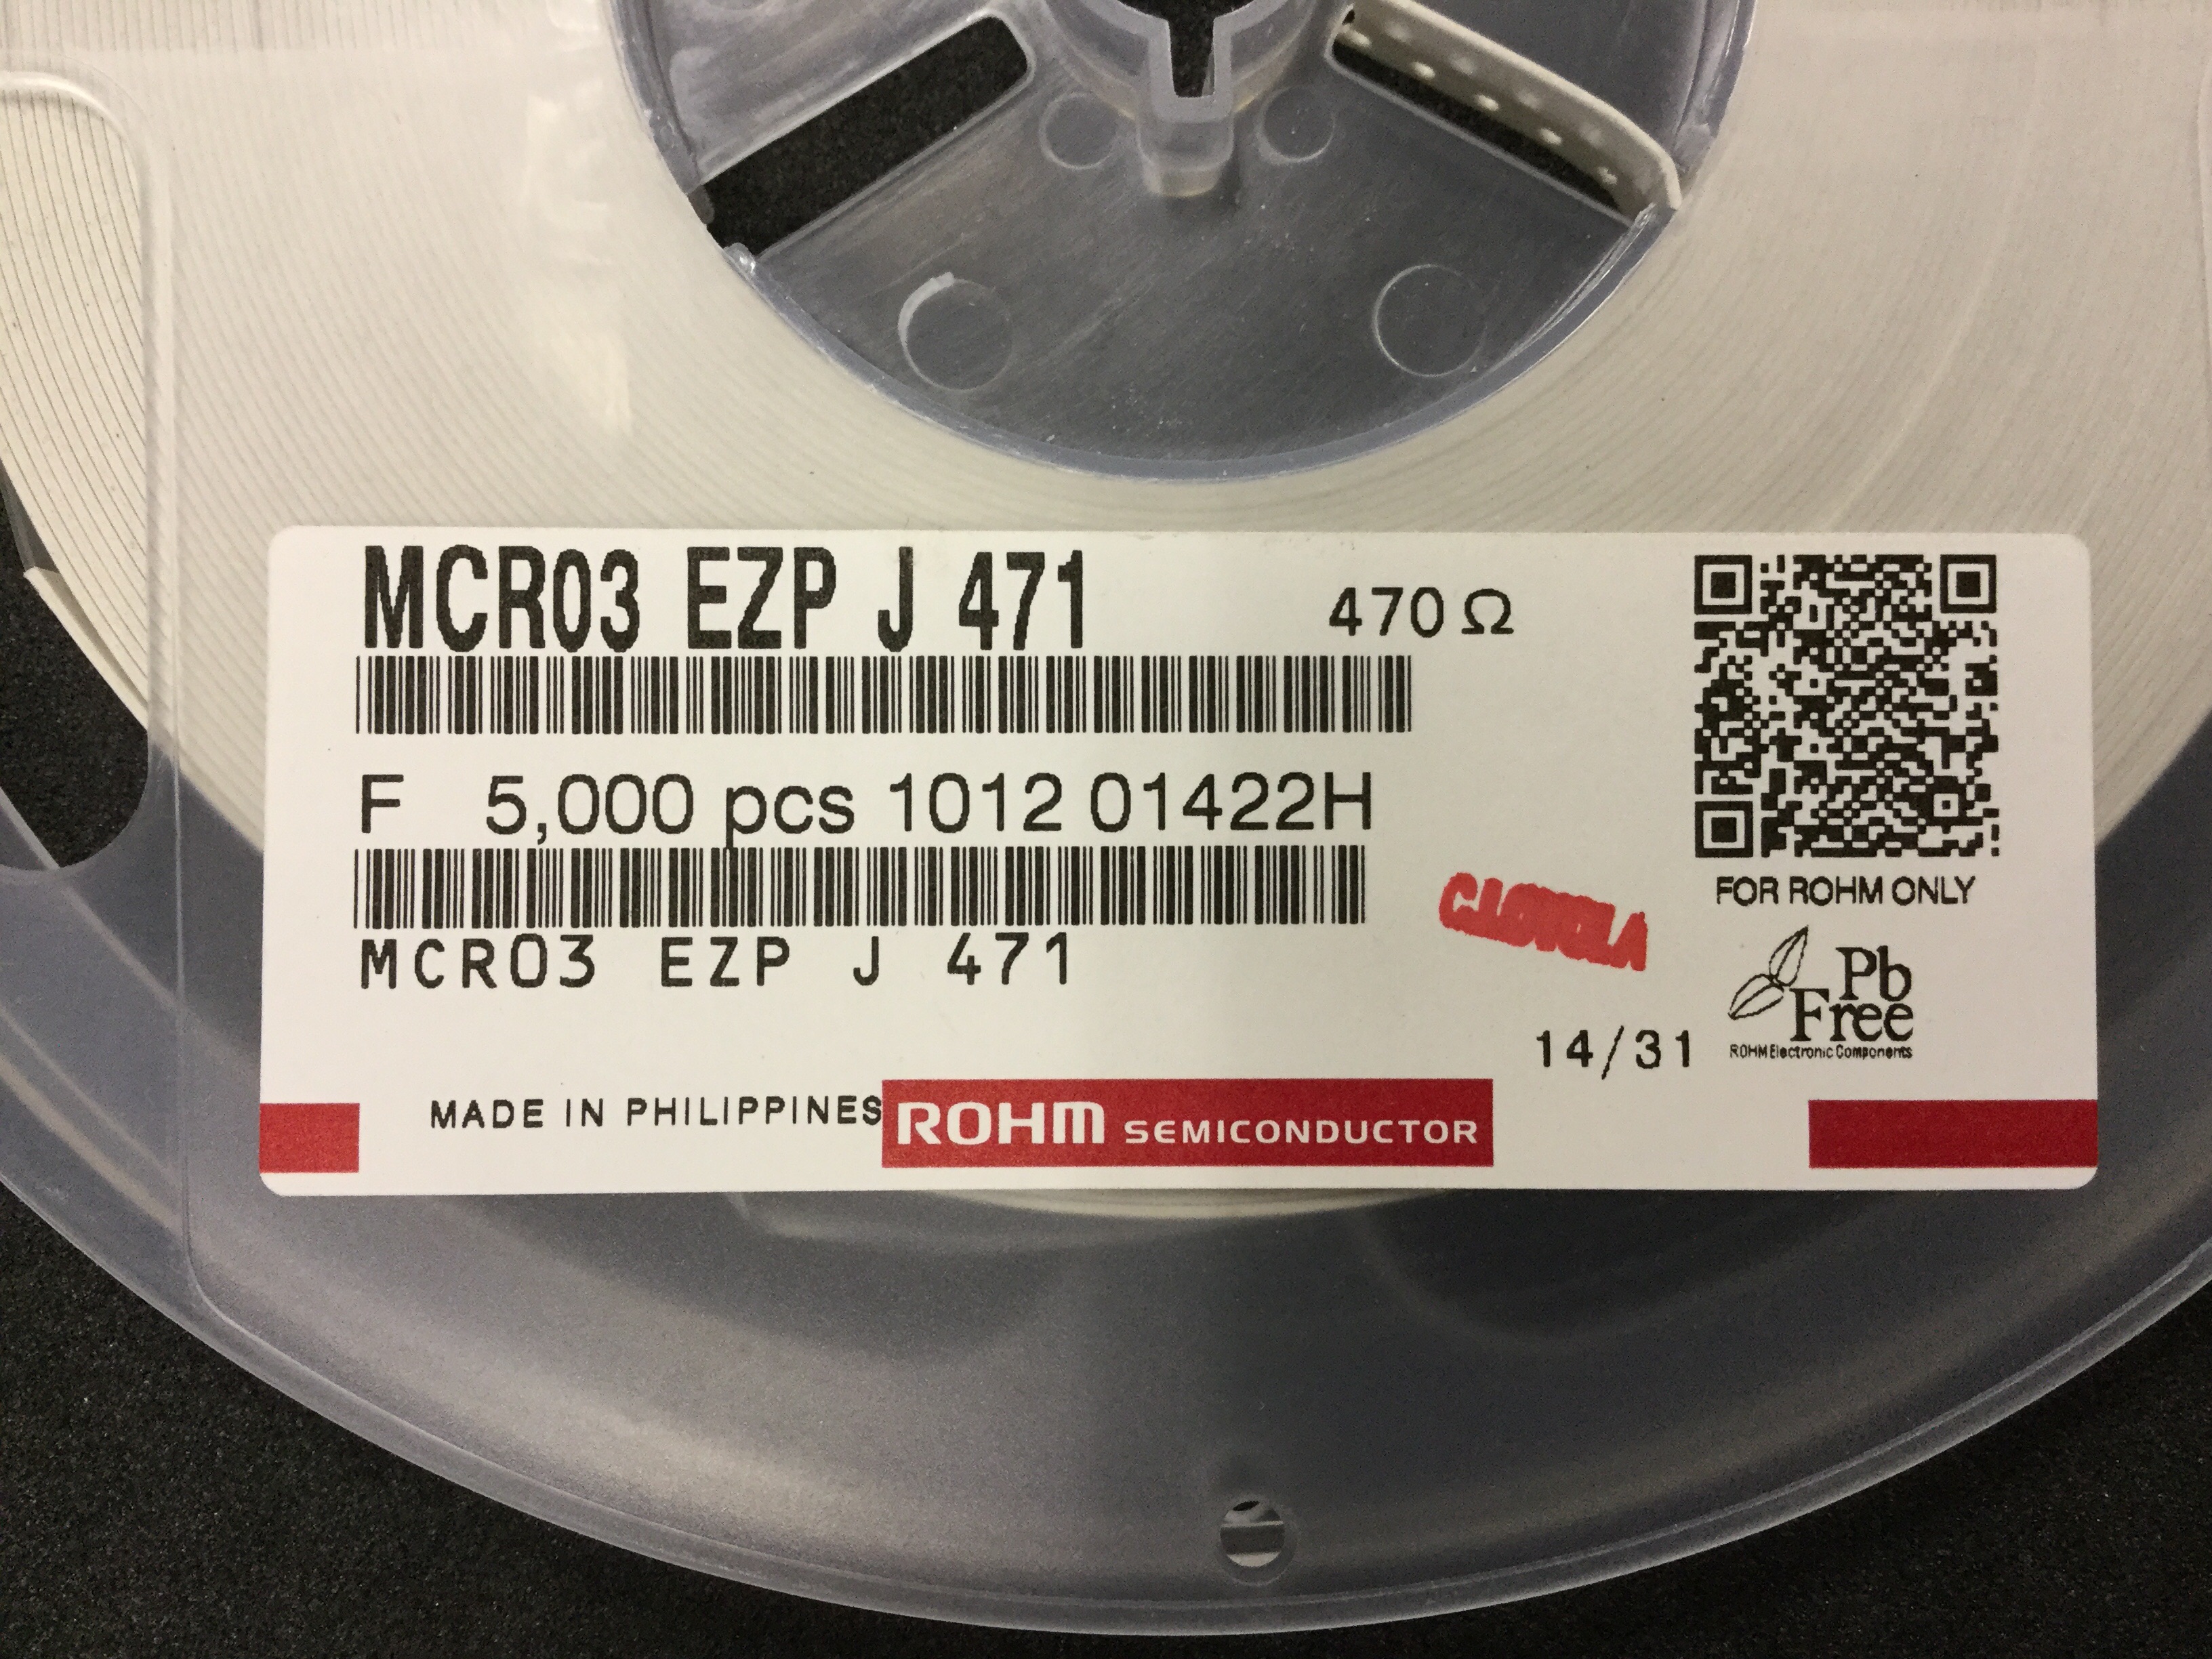 MCR03 EZP J 471 470Ω
F 5,000 pcs 1012 01422H
MCR03 EZP J 471
FOR ROHM ONLY
Pb
Free
ROHM Electronic Components
14/31
MADE IN PHILIPPINES ROHM SEMICONDUCTOR